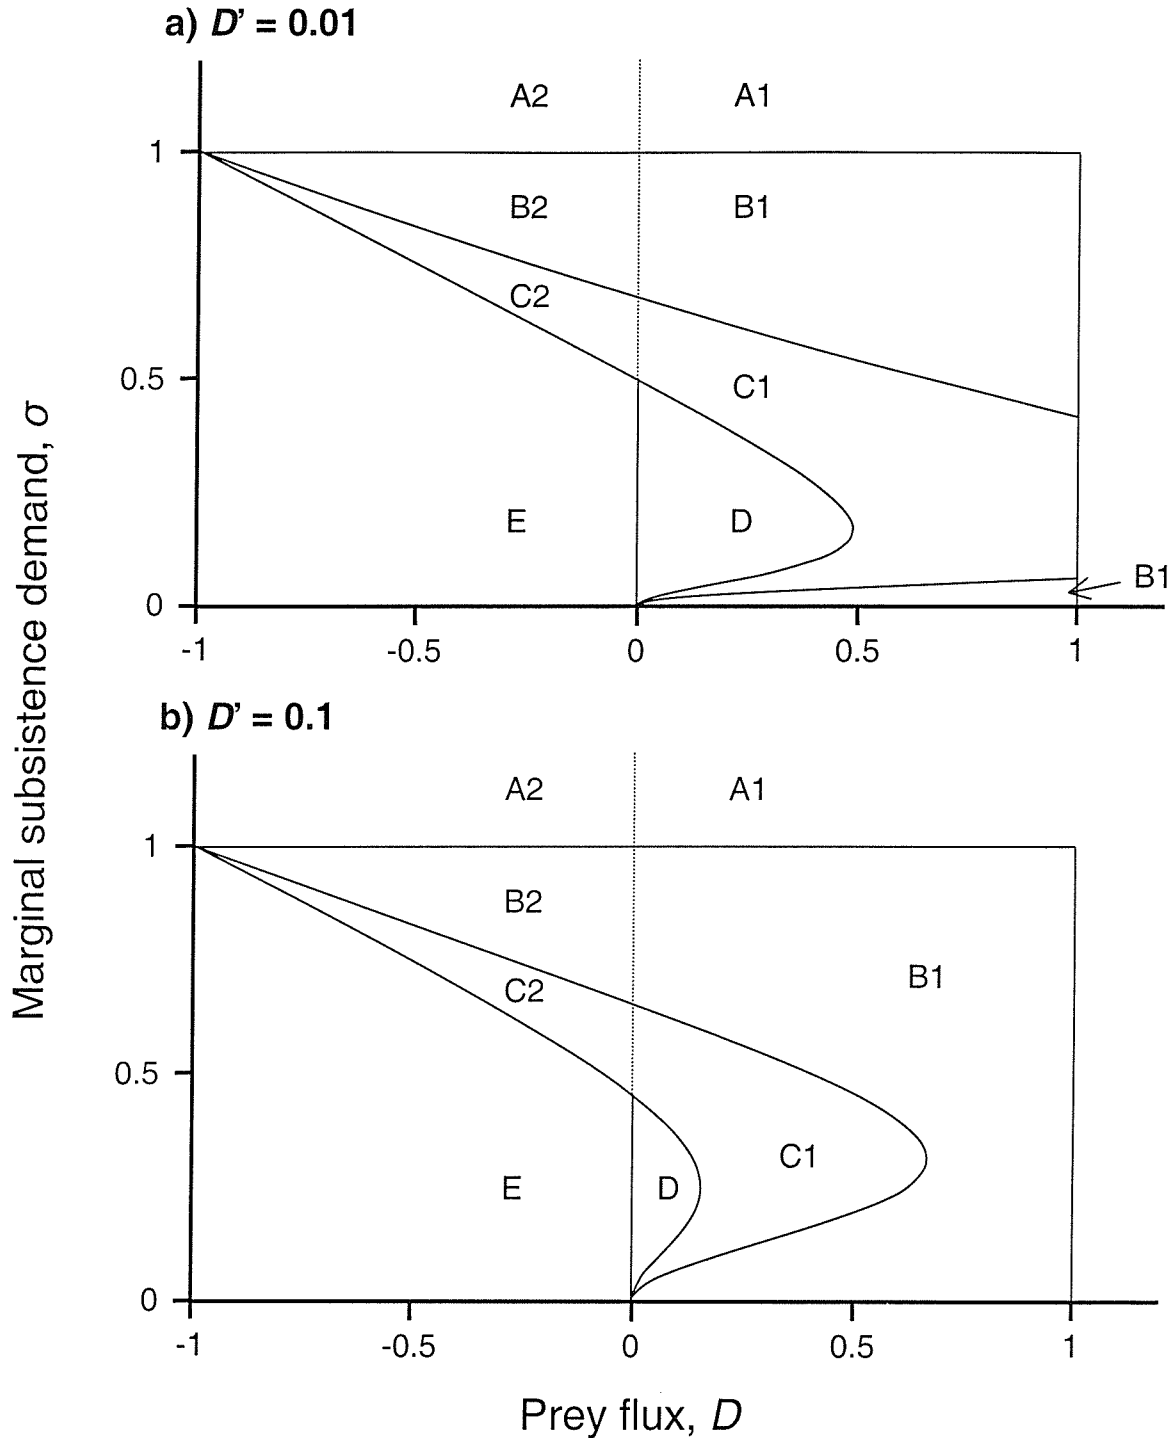 a) D' = 0.01
A2 A1
1
B2 B1
C2
0.5
C1
E D
B1
0
-1 -0.5 0 0.5 1
b) D' = 0.1
A2 A1
1
B2
B1
C2
0.5
C1
E D
0
-1 -0.5 0 0.5 1
Marginal subsistence demand, σ
Prey flux, D